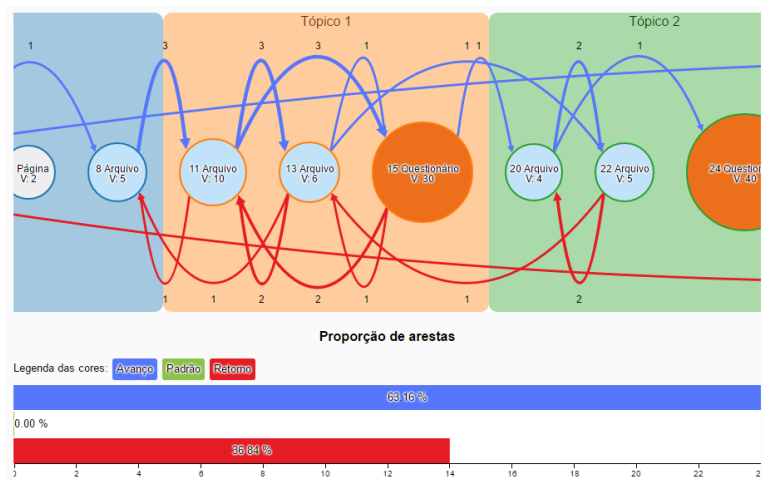 Tópico 1
Tópico 2
1
3
3
3
1
1
1
2
1
Página
V: 2
8 Arquivo
V: 5
11 Arquivo
V: 10
13 Arquivo
V: 6
15 Questionário
V: 30
20 Arquivo
V: 4
22 Arquivo
V: 5
24 Question
V: 40
1
1
2
2
1
1
2
Proporção de arestas
Legenda das cores: Avanço Padrão Retorno
63.16 %
0.00 %
36.84 %
0 2 4 6 8 10 12 14 16 18 20 22 2